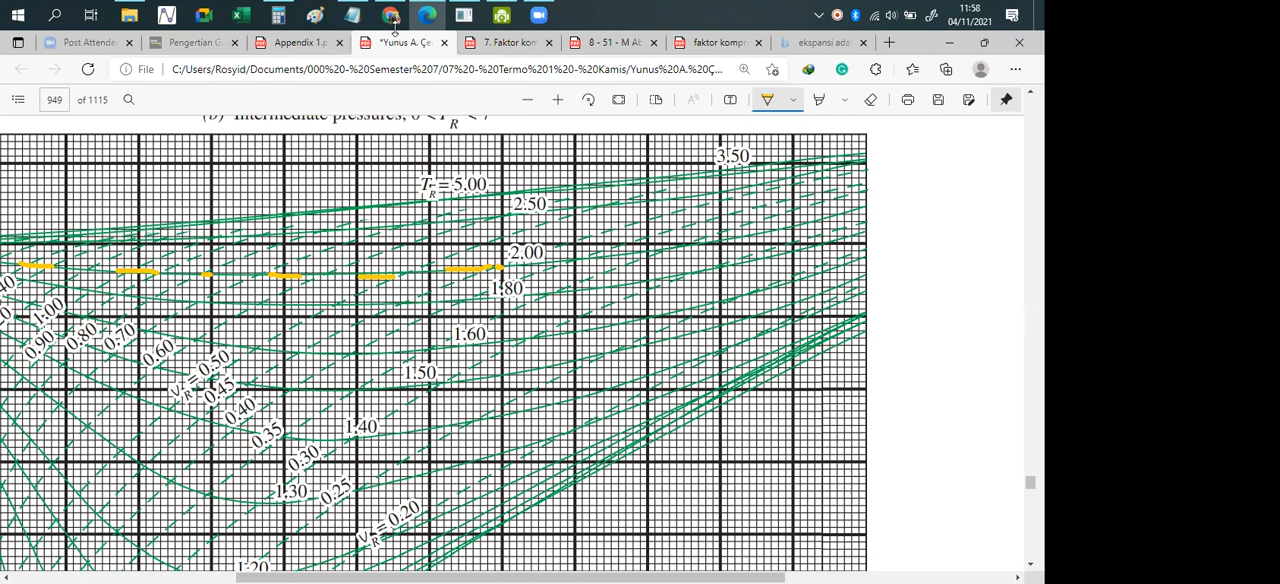 11:58
04/11/2021
Post Attende
Pengertian G
Appendix 1.p
*Yunus A. Çe
7. Faktor kon
8 - 51 - M Ab
faktor kompr
ekspansi ada
File
C:/Users/Rosyid/Documents/000%20-%20Semester%207/07%20-%20Termo%201%20-%20Kamis/Yunus%20A.%20Ç...
949 of 1115
(b) Intermediate pressures, 0 < P_R < 7
3.50
T_R = 5.00
2.50
2.00
1.80
1.60
1.50
1.40
1.30
1.20
1.00
0.90
0.80
0.70
0.60
v_R = 0.50
0.45
0.40
0.35
0.30
0.25
v_R = 0.20